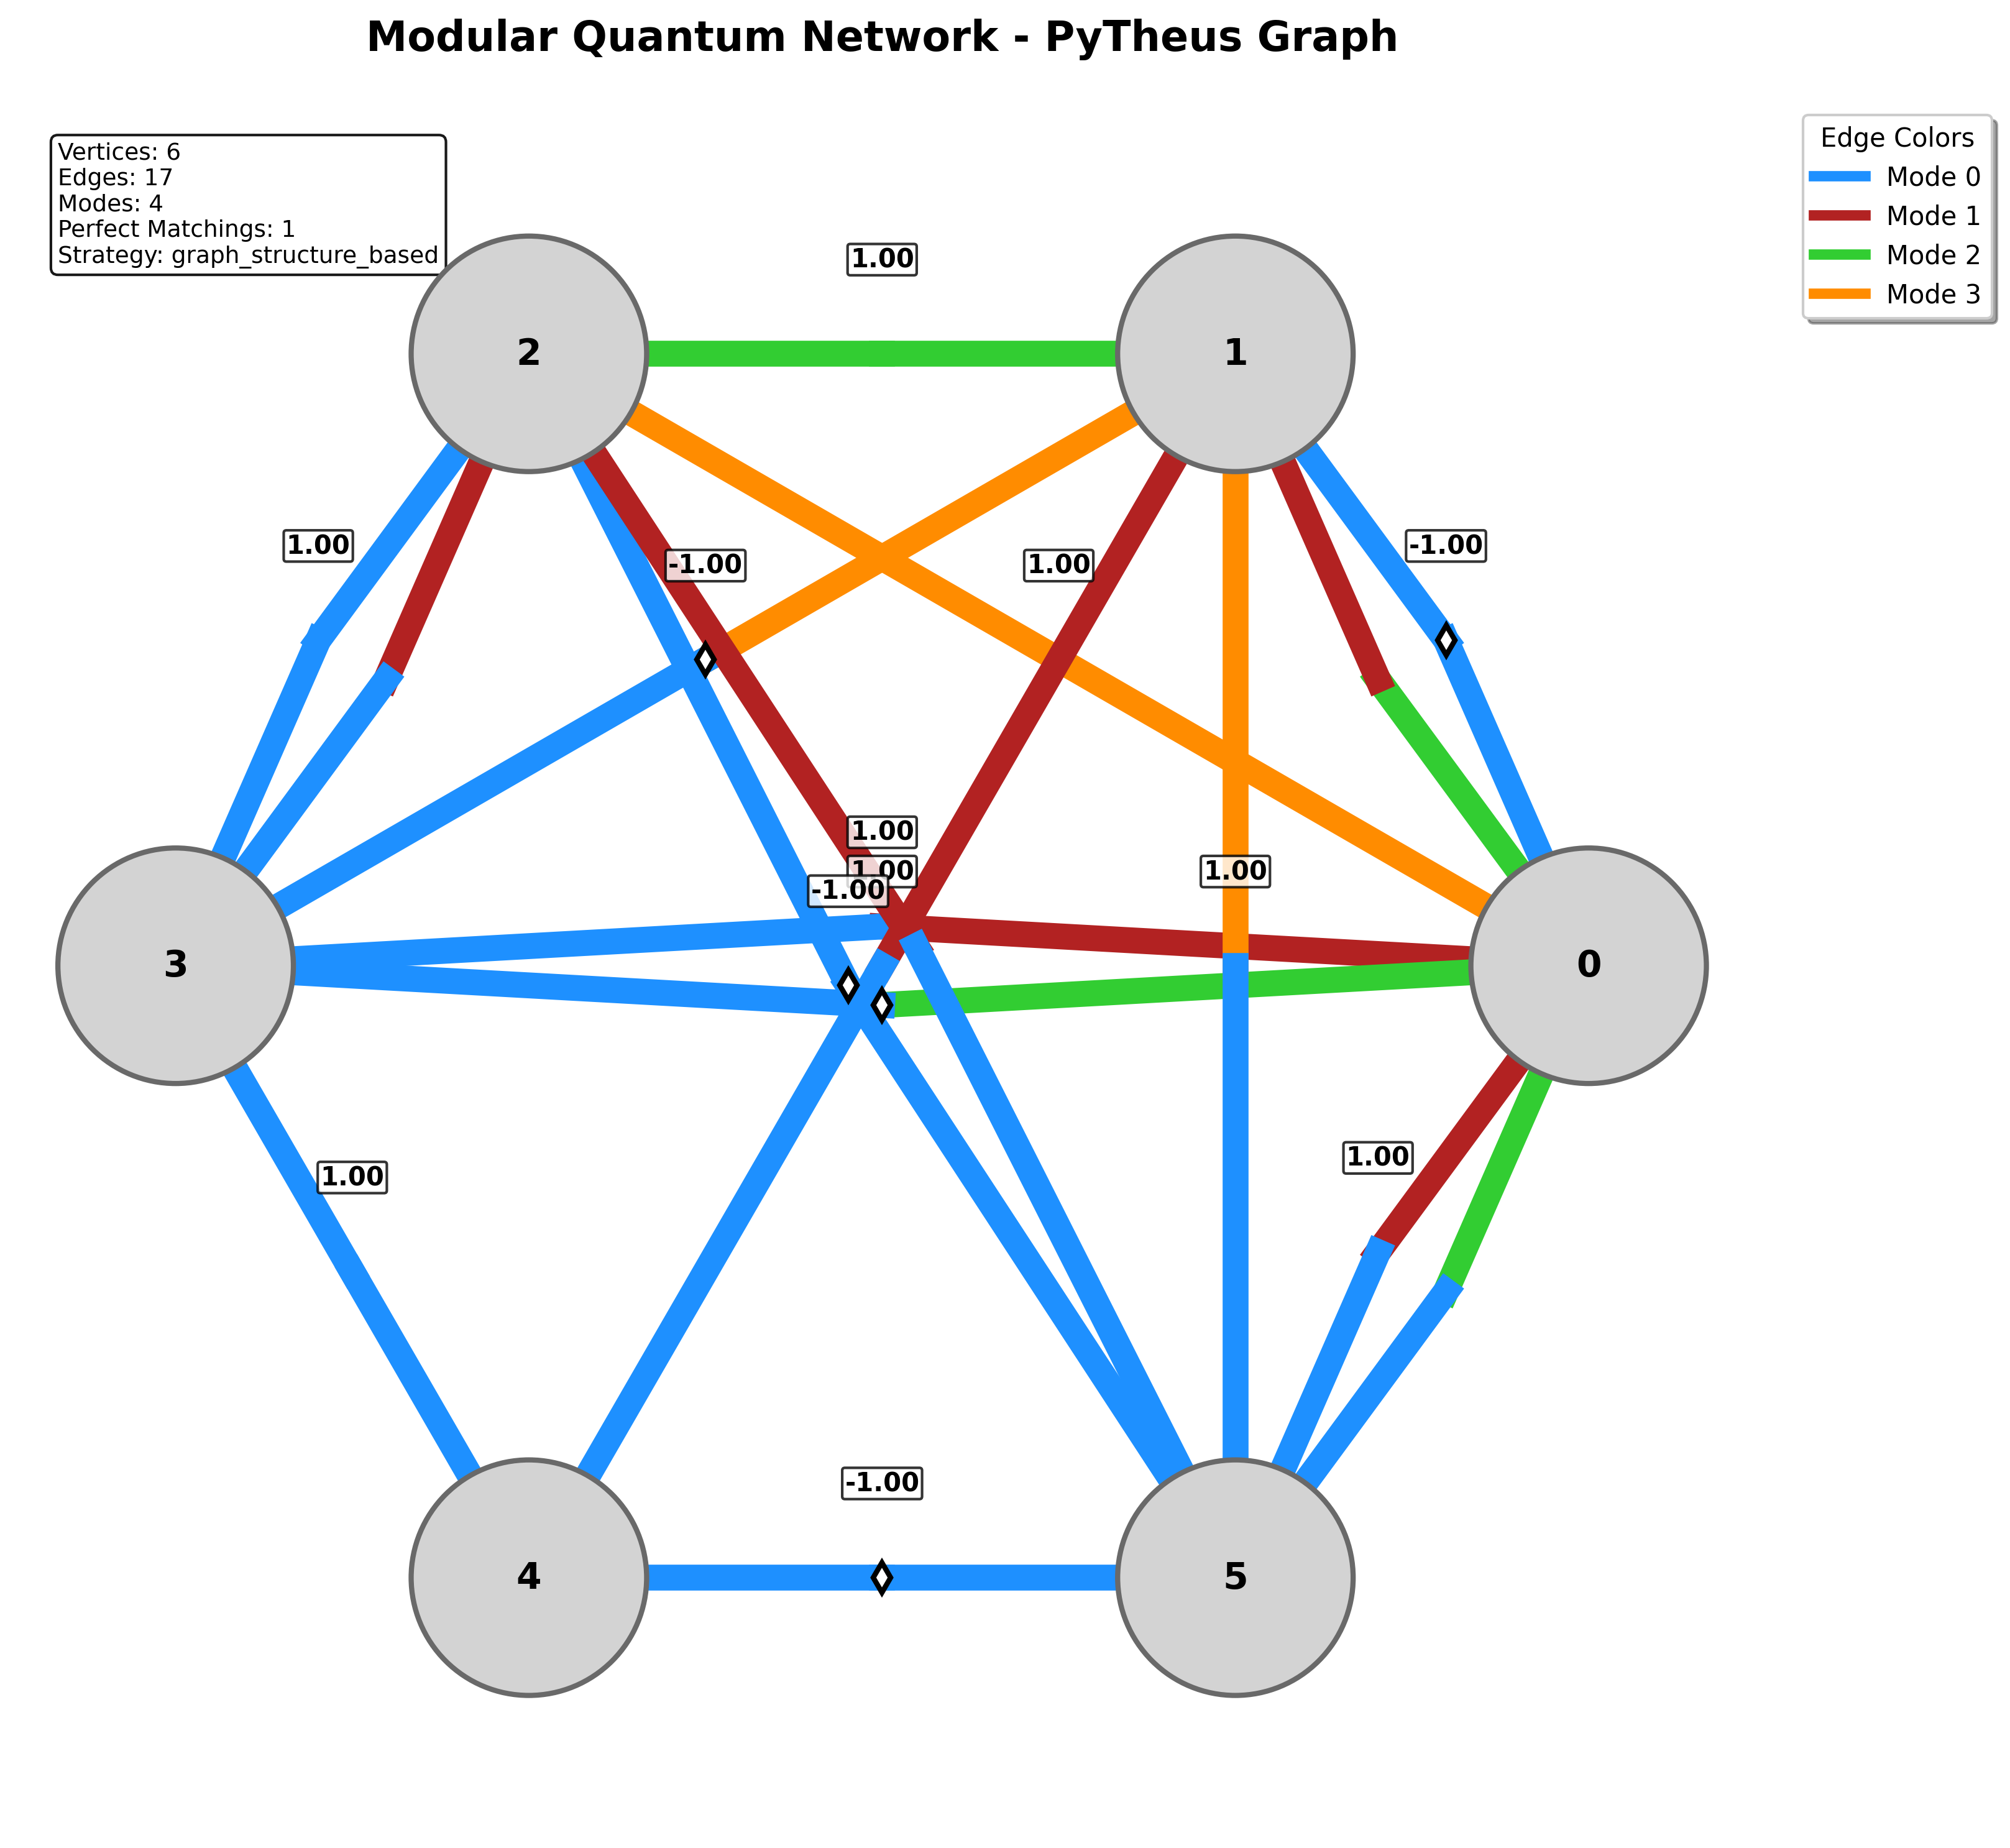 Modular Quantum Network - PyTheus Graph
Vertices: 6
Edges: 17
Modes: 4
Perfect Matchings: 1
Strategy: graph_structure_based
Edge Colors
Mode 0
Mode 1
Mode 2
Mode 3
1.00
2
1
1.00
-1.00
1.00
-1.00
1.00
1.00
-1.00
1.00
3
0
1.00
1.00
-1.00
4
5